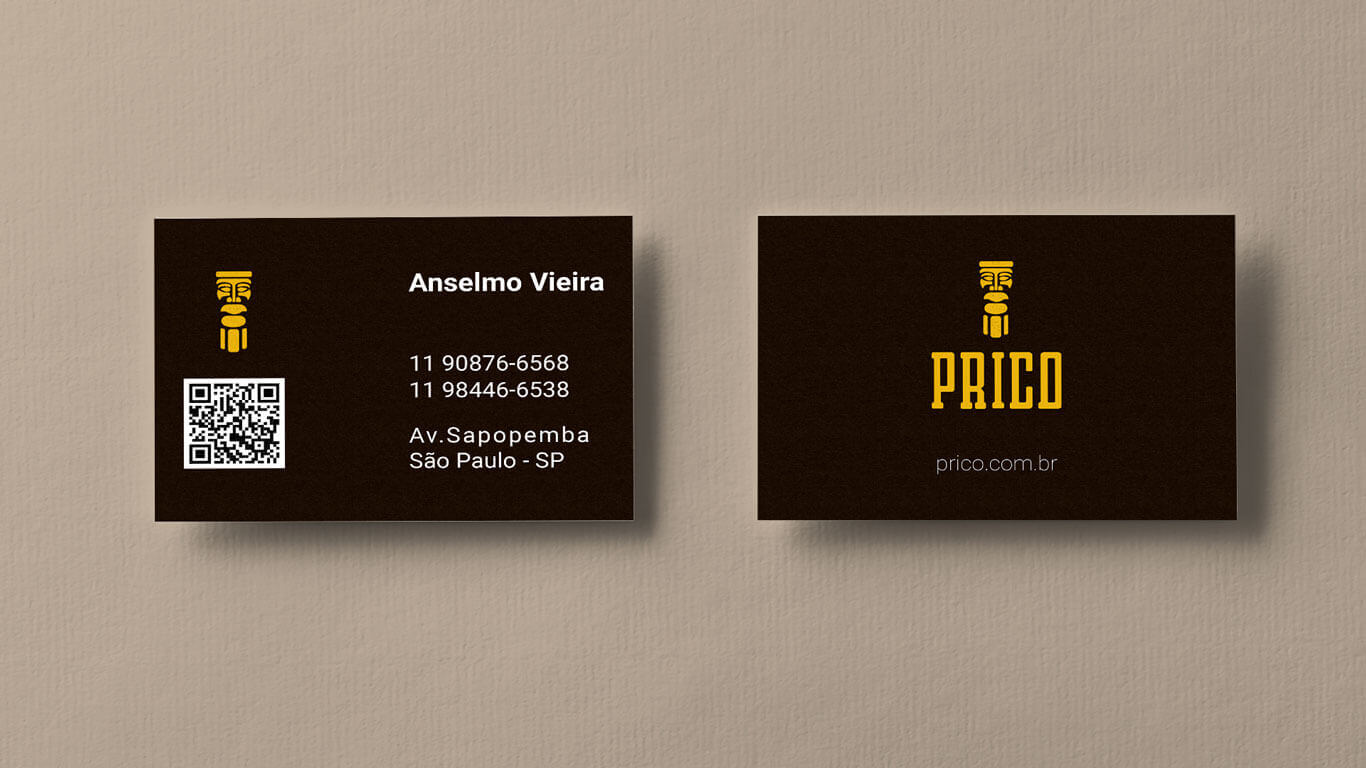 Anselmo Vieira
11 90876-6568
11 98446-6538
Av.Sapopemba
São Paulo - SP
PRICO
prico.com.br